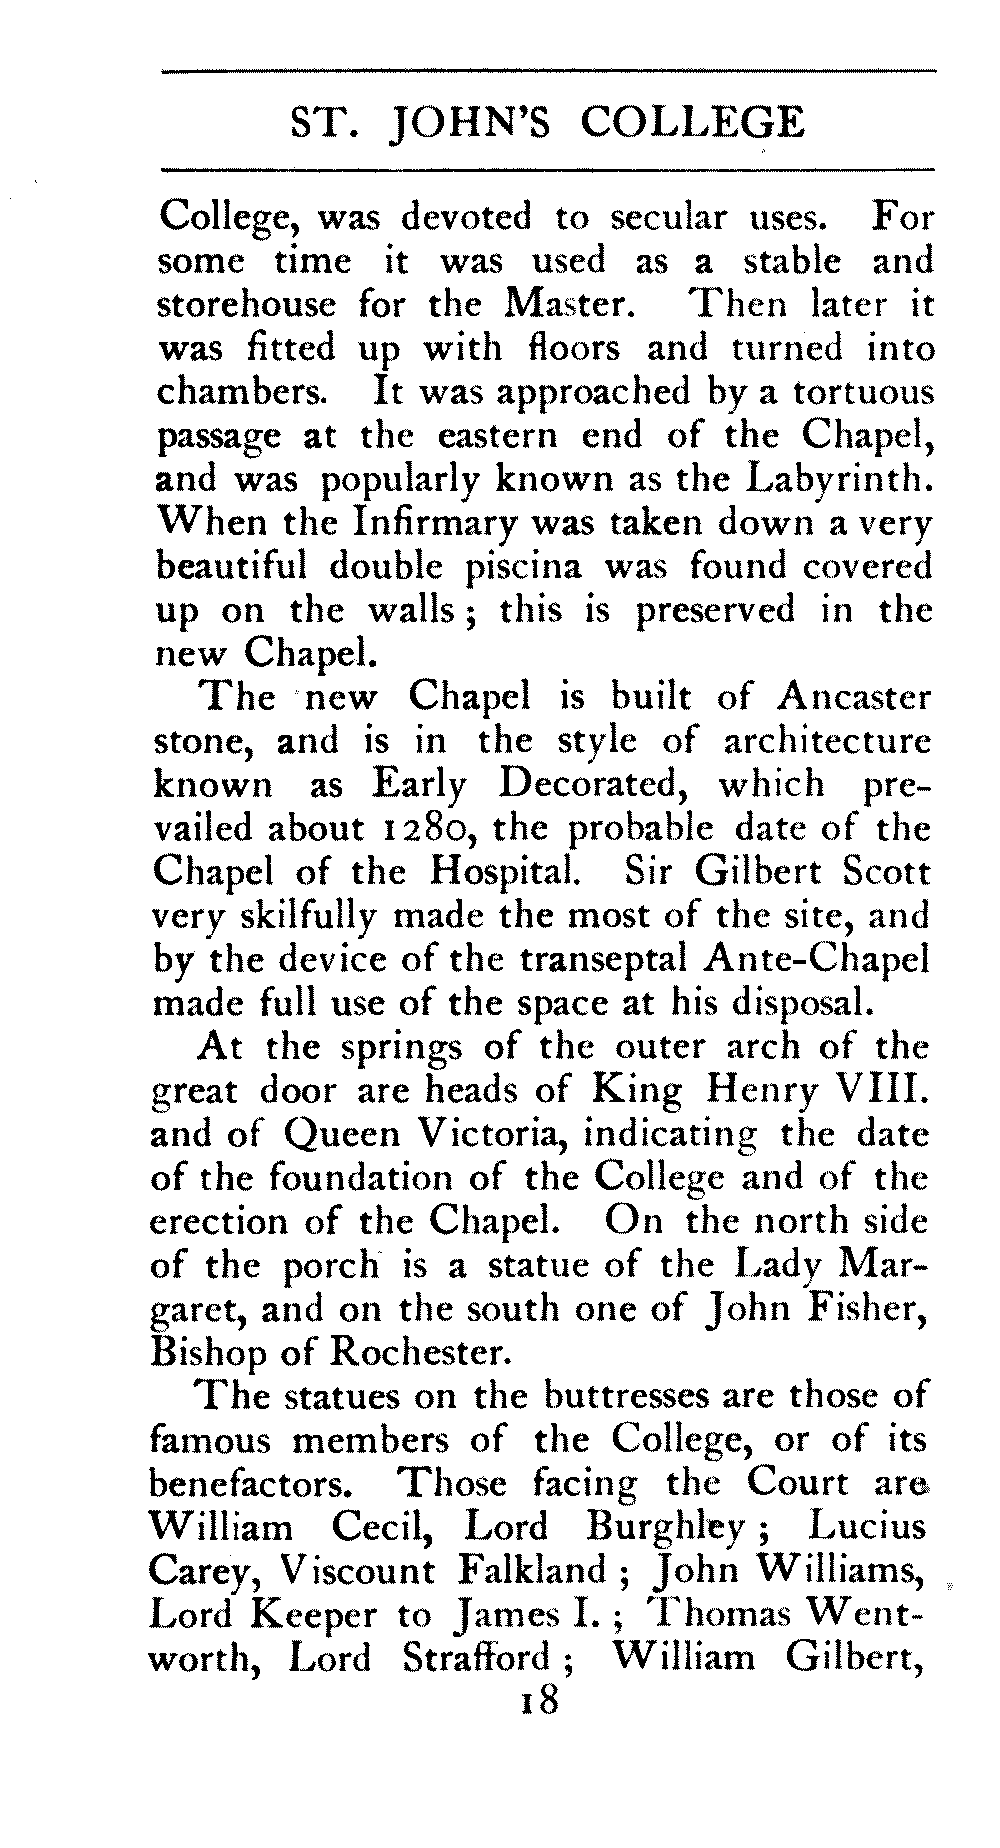 ST. JOHN'S COLLEGE
College, was devoted to secular uses. For
some time it was used as a stable and
storehouse for the Master. Then later it
was fitted up with floors and turned into
chambers. It was approached by a tortuous
passage at the eastern end of the Chapel,
and was popularly known as the Labyrinth.
When the Infirmary was taken down a very
beautiful double piscina was found covered
up on the walls ; this is preserved in the
new Chapel.
The new Chapel is built of Ancaster
stone, and is in the style of architecture
known as Early Decorated, which pre-
vailed about 1280, the probable date of the
Chapel of the Hospital. Sir Gilbert Scott
very skilfully made the most of the site, and
by the device of the transeptal Ante-Chapel
made full use of the space at his disposal.
At the springs of the outer arch of the
great door are heads of King Henry VIII.
and of Queen Victoria, indicating the date
of the foundation of the College and of the
erection of the Chapel. On the north side
of the porch is a statue of the Lady Mar-
garet, and on the south one of John Fisher,
Bishop of Rochester.
The statues on the buttresses are those of
famous members of the College, or of its
benefactors. Those facing the Court are
William Cecil, Lord Burghley ; Lucius
Carey, Viscount Falkland ; John Williams,
Lord Keeper to James I. ; Thomas Went-
worth, Lord Strafford ; William Gilbert,
18